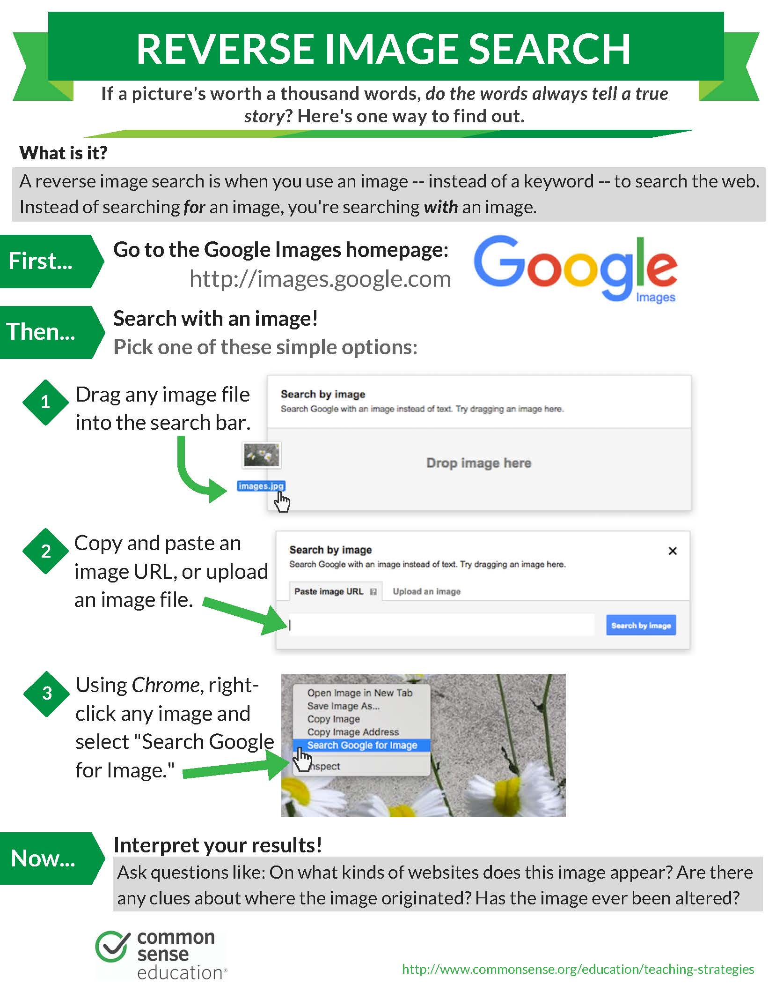 REVERSE IMAGE SEARCH
If a picture's worth a thousand words, do the words always tell a true
story? Here's one way to find out.
What is it?
A reverse image search is when you use an image -- instead of a keyword -- to search the web.
Instead of searching for an image, you're searching with an image.
First...
Go to the Google Images homepage:
http://images.google.com
Google
Images
Then...
Search with an image!
Pick one of these simple options:
1
Drag any image file
into the search bar.
Search by image
Search Google with an image instead of text. Try dragging an image here.
Drop image here
images.jpg
2
Copy and paste an
image URL, or upload
an image file.
Search by image
Search Google with an image instead of text. Try dragging an image here.
Paste image URL
Upload an image
Search by image
3
Using Chrome, right-
click any image and
select "Search Google
for Image."
Open Image in New Tab
Save Image As...
Copy Image
Copy Image Address
Search Google for Image
nspect
Now...
Interpret your results!
Ask questions like: On what kinds of websites does this image appear? Are there
any clues about where the image originated? Has the image ever been altered?
common
sense
education®
http://www.commonsense.org/education/teaching-strategies